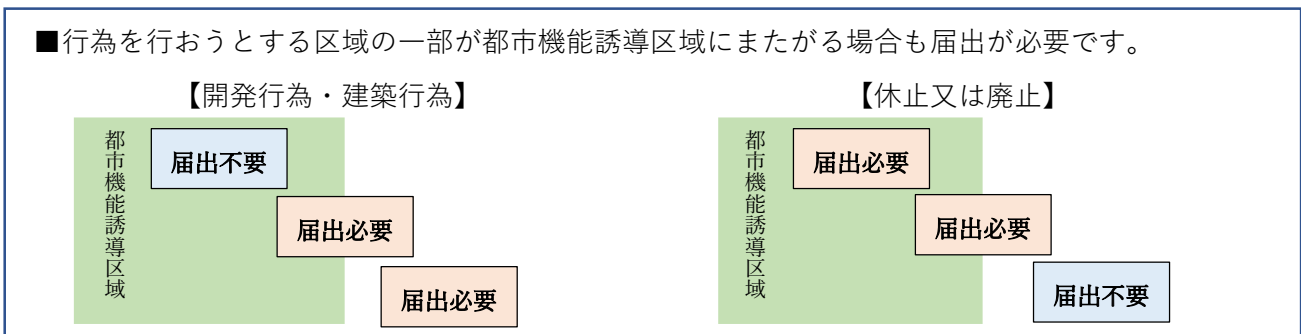 ■行為を行おうとする区域の一部が都市機能誘導区域にまたがる場合も届出が必要です。
【開発行為・建築行為】
都市機能誘導区域
届出不要
届出必要
届出必要
【休止又は廃止】
都市機能誘導区域
届出必要
届出必要
届出不要